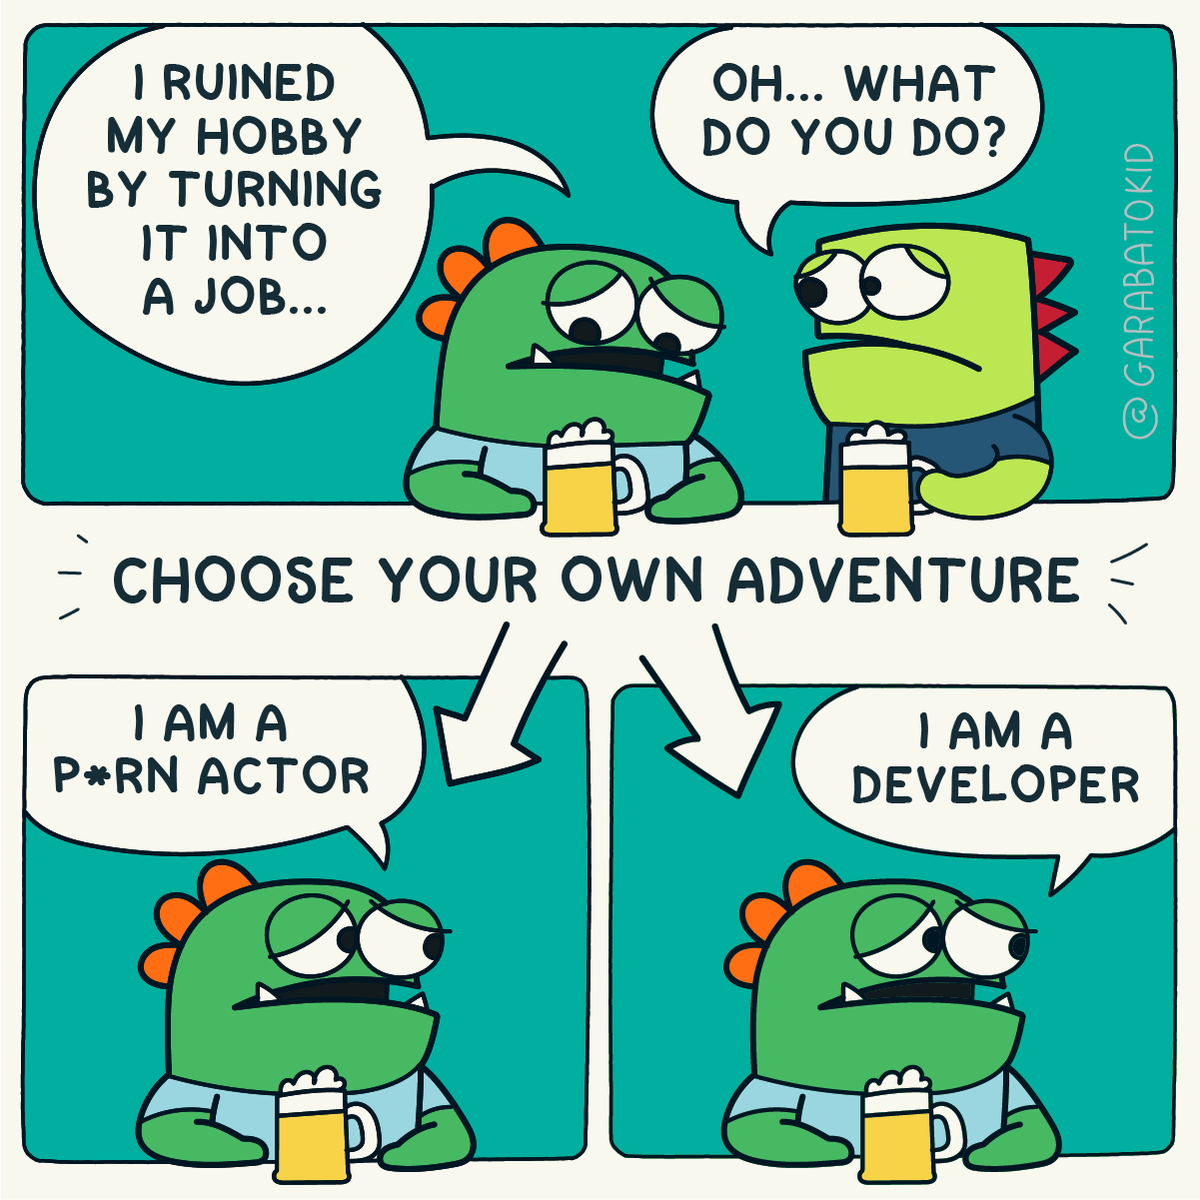 I RUINED
MY HOBBY
BY TURNING
IT INTO
A JOB...
OH... WHAT
DO YOU DO?
@GARABATOKID
CHOOSE YOUR OWN ADVENTURE
I AM A
P*RN ACTOR
I AM A
DEVELOPER